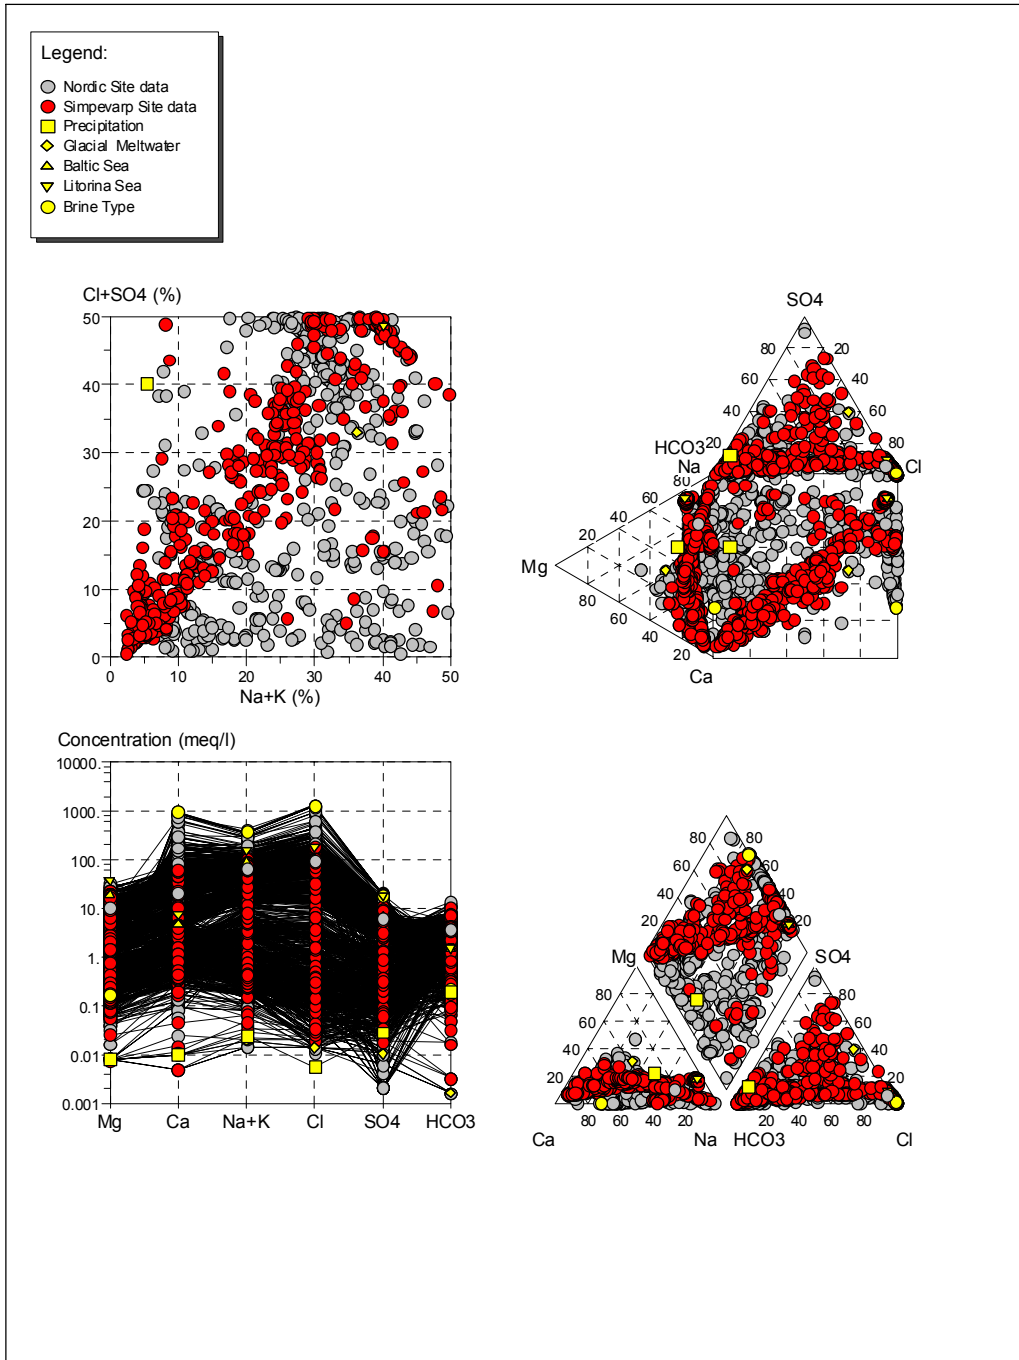 Legend:
Nordic Site data
Simpevarp Site data
Precipitation
Glacial Meltwater
Baltic Sea
Litorina Sea
Brine Type
Cl+SO4 (%)
50
40
30
20
10
0
0 10 20 30 40 50
Na+K (%)
SO4
80 20
60 40
40 60
20 80
HCO3 Cl
Na
80
60
40
20
Mg
80
60
40
20
Ca
Concentration (meq/l)
10000.
1000.
100.
10.
1.
0.1
0.01
0.001
Mg Ca Na+K Cl SO4 HCO3
80 80
60 60
40 40
20 20
Mg SO4
80 80
60 60
40 40
20 20
80 60 40 20 20 40 60 80
Ca Na HCO3 Cl